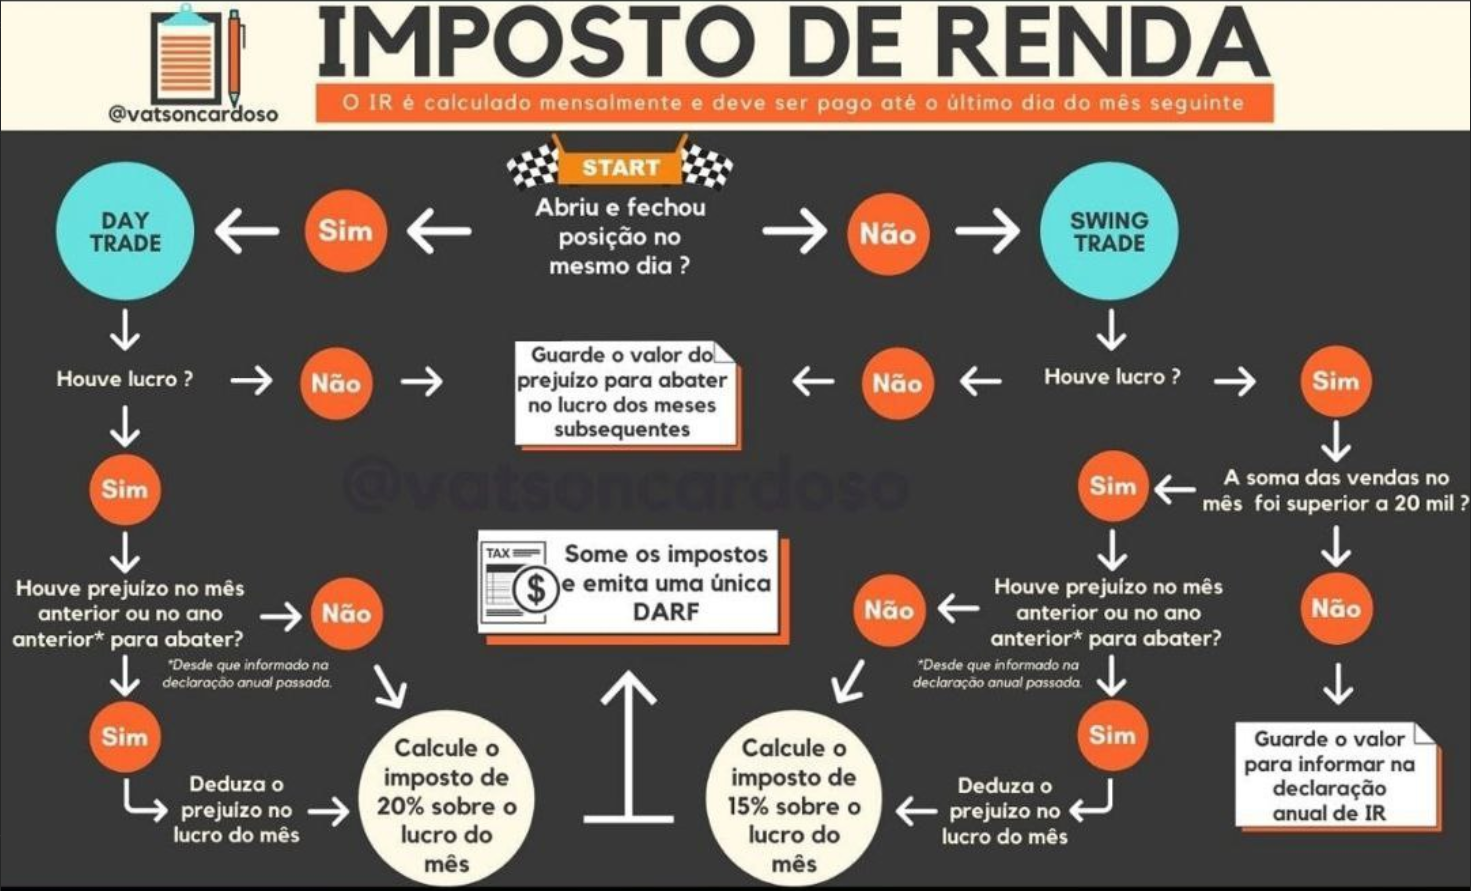 IMPOSTO DE RENDA
@vatsoncardoso
O IR é calculado mensalmente e deve ser pago até o último dia do mês seguinte
START
Abriu e fechou
posição no
mesmo dia ?
Sim
DAY
TRADE
Não
SWING
TRADE
Houve lucro ?
Não
Guarde o valor do
prejuízo para abater
no lucro dos meses
subsequentes
Não
Houve lucro ?
Sim
Sim
@vatsoncardoso
Sim
A soma das vendas no
mês foi superior a 20 mil ?
Houve prejuízo no mês
anterior ou no ano
anterior* para abater?
Não
*Desde que informado na
declaração anual passada.
TAX
$
Some os impostos
e emita uma única
DARF
Não
Houve prejuízo no mês
anterior ou no ano
anterior* para abater?
*Desde que informado na
declaração anual passada.
Não
Sim
Deduza o
prejuízo no
lucro do mês
Calcule o
imposto de
20% sobre o
lucro do
mês
Calcule o
imposto de
15% sobre o
lucro do
mês
Sim
Deduza o
prejuízo no
lucro do mês
Guarde o valor
para informar na
declaração
anual de IR